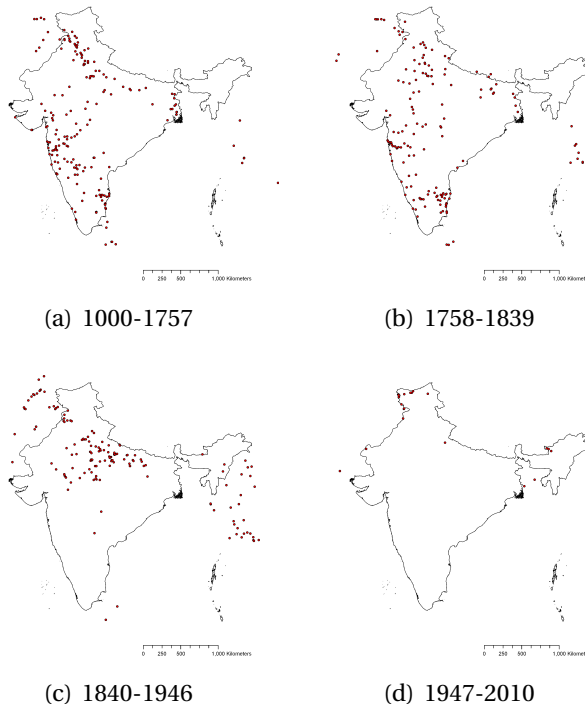 0 250 500 1,000 Kilometers
0 250 500 1,000 Kilometers
(a) 1000-1757
(b) 1758-1839
0 250 500 1,000 Kilometers
0 250 500 1,000 Kilome
(c) 1840-1946
(d) 1947-2010